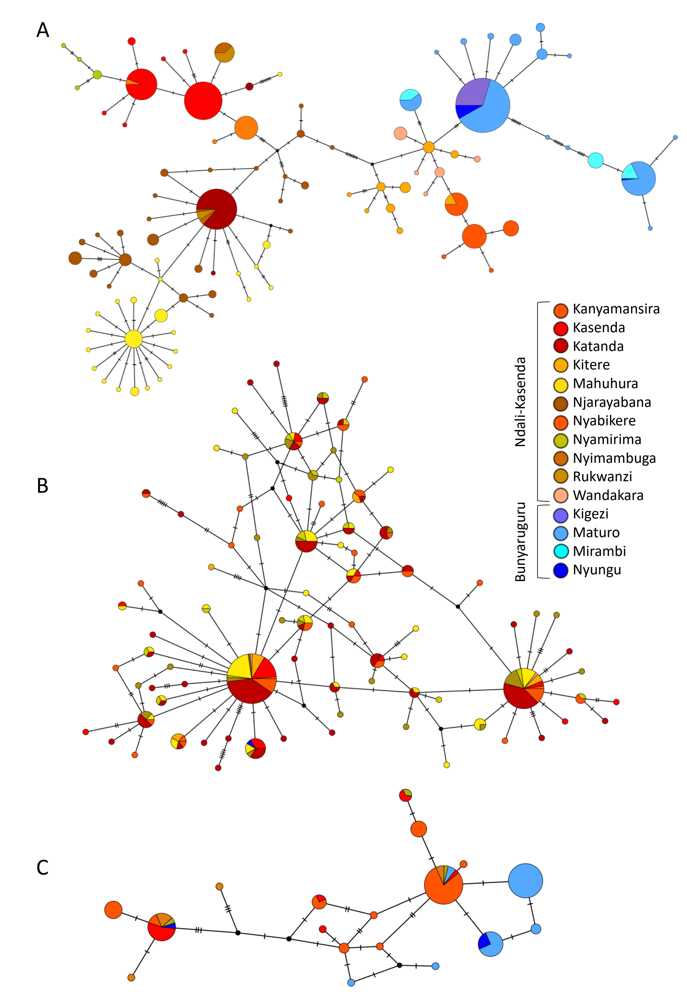 A
Kanyamansira
Kasenda
Katanda
Kitere
Mahuhura
Njarayabana
Nyabikere
Nyamirima
Nyimambuga
Rukwanzi
Wandakara
Ndali-Kasenda
Kigezi
Maturo
Mirambi
Nyungu
Bunyaruguru
B
C